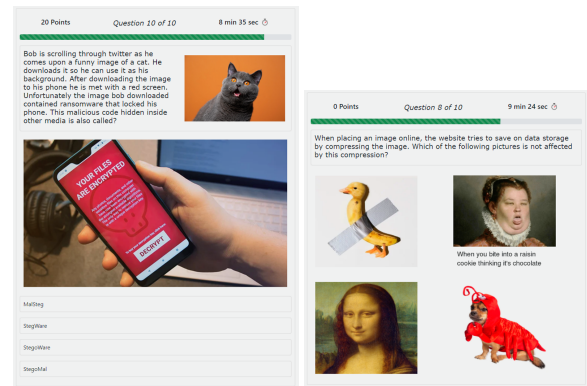 20 Points
Question 10 of 10
8 min 35 sec
Bob is scrolling through twitter as he
comes upon a funny image of a cat. He
downloads it so he can use it as his
background. After downloading the image
to his phone he is met with a red screen.
Unfortunately the image bob downloaded
contained ransomware that locked his
phone. This malicious code hidden inside
other media is also called?
YOUR FILES
ARE ENCRYPTED
DECRYPT
MalSteg
StegWare
StegoWare
StegoMal
0 Points
Question 8 of 10
9 min 24 sec
When placing an image online, the website tries to save on data storage
by compressing the image. Which of the following pictures is not affected
by this compression?
When you bite into a raisin
cookie thinking it's chocolate